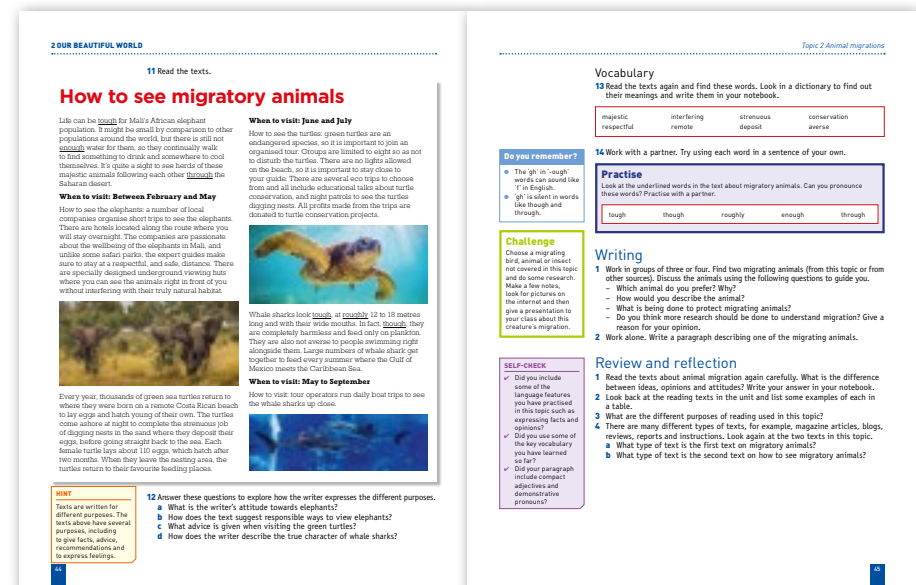 2 OUR BEAUTIFUL WORLD
11 Read the texts.
How to see migratory animals
Life can be tough for Mali's African elephant
population. It might be small by comparison to other
populations around the world, but there is still not
enough water for them, so they continually walk
to find something to drink and somewhere to cool
themselves. It's quite a sight to see herds of these
majestic animals following each other through the
Saharan desert.
When to visit: Between February and May
How to see the elephants: a number of local
companies organise short trips to see the elephants.
There are hotels located along the route where you
will stay overnight. The companies are passionate
about the wellbeing of the elephants in Mali, and
unlike some safari parks, the expert guides make
sure to stay at a respectful, and safe, distance. There
are specially designed underground viewing huts
where you can see the animals right in front of you
without interfering with their truly natural habitat.
Every year, thousands of green sea turtles return to
where they were born on a remote Costa Rican beach
to lay eggs and hatch young of their own. The turtles
come ashore at night to complete the strenuous job
of digging nests in the sand where they deposit their
eggs, before going straight back to the sea. Each
female turtle lays about 110 eggs, which hatch after
two months. When they leave the nesting area, the
turtles return to their favourite feeding places.
When to visit: June and July
How to see the turtles: green turtles are an
endangered species, so it is important to join an
organised tour. Groups are limited to eight so as not
to disturb the turtles. There are no lights allowed
on the beach, so it is important to stay close to
your guide. There are several eco trips to choose
from and all include educational talks about turtle
conservation, and night patrols to see the turtles
digging nests. All profits made from the trips are
donated to turtle conservation projects.
Whale sharks look tough, at roughly 12 to 18 metres
long and with their wide mouths. In fact, though, they
are completely harmless and feed only on plankton.
They are also not averse to people swimming right
alongside them. Large numbers of whale shark get
together to feed every summer where the Gulf of
Mexico meets the Caribbean Sea.
When to visit: May to September
How to visit: tour operators run daily boat trips to see
the whale sharks up close.
HINT
Texts are written for
different purposes. The
texts above have several
purposes, including
to give facts, advice,
recommendations and
to express feelings.
12 Answer these questions to explore how the writer expresses the different purposes.
a What is the writer's attitude towards elephants?
b How does the text suggest responsible ways to view elephants?
c What advice is given when visiting the green turtles?
d How does the writer describe the true character of whale sharks?
44
Topic 2 Animal migrations
Vocabulary
13 Read the texts again and find these words. Look in a dictionary to find out
their meanings and write them in your notebook.
majestic interfering strenuous conservation
respectful remote deposit averse
14 Work with a partner. Try using each word in a sentence of your own.
Do you remember?
• The 'gh' in '-ough'
words can sound like
'f' in English.
• 'gh' is silent in words
like though and
through.
Practise
Look at the underlined words in the text about migratory animals. Can you pronounce
these words? Practise with a partner.
tough though roughly enough through
Challenge
Choose a migrating
bird, animal or insect
not covered in this topic
and do some research.
Make a few notes,
look for pictures on
the internet and then
give a presentation to
your class about this
creature's migration.
Writing
1 Work in groups of three or four. Find two migrating animals (from this topic or from
other sources). Discuss the animals using the following questions to guide you.
– Which animal do you prefer? Why?
– How would you describe the animal?
– What is being done to protect migrating animals?
– Do you think more research should be done to understand migration? Give a
reason for your opinion.
2 Work alone. Write a paragraph describing one of the migrating animals.
SELF-CHECK
✔ Did you include
some of the
language features
you have practised
in this topic such as
expressing facts and
opinions?
✔ Did you use some of
the key vocabulary
you have learned
so far?
✔ Did your paragraph
include compact
adjectives and
demonstrative
pronouns?
Review and reflection
1 Read the texts about animal migration again carefully. What is the difference
between ideas, opinions and attitudes? Write your answer in your notebook.
2 Look back at the reading texts in the unit and list some examples of each in
a table.
3 What are the different purposes of reading used in this topic?
4 There are many different types of texts, for example, magazine articles, blogs,
reviews, reports and instructions. Look again at the two texts in this topic.
a What type of text is the first text on migratory animals?
b What type of text is the second text on how to see migratory animals?
45